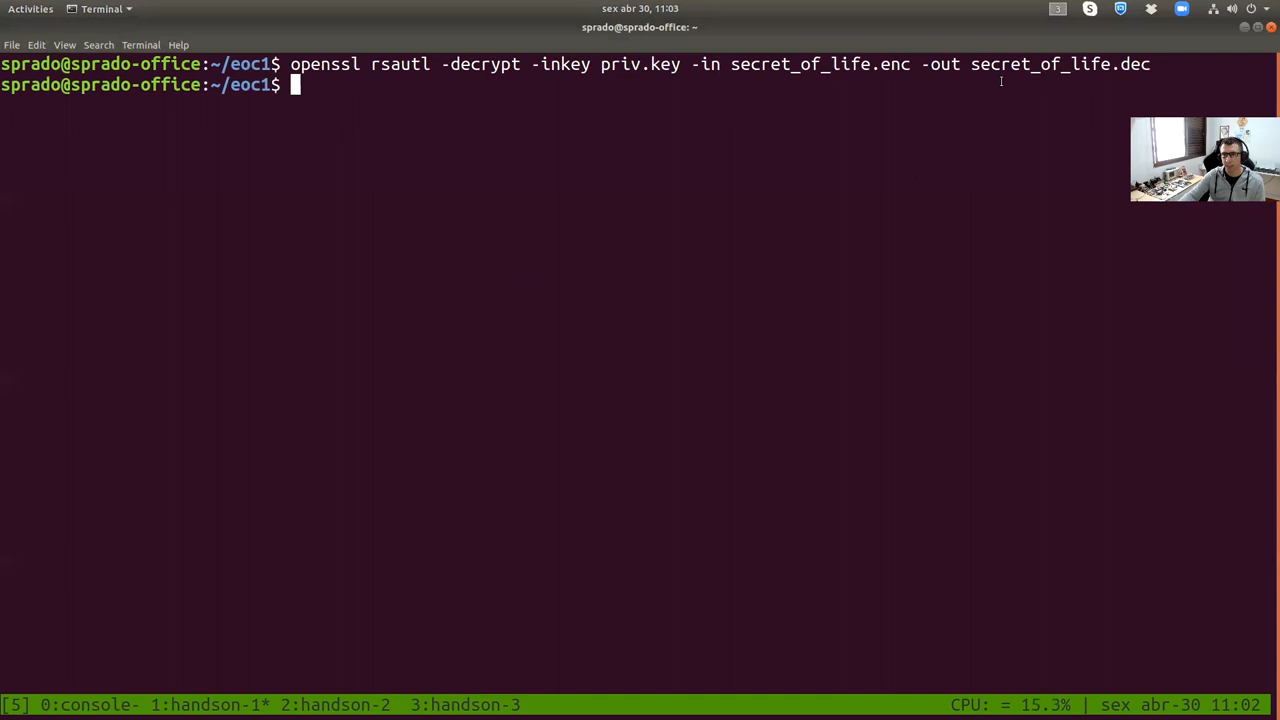 Activities Terminal sex abr 30, 11:03 3
sprado@sprado-office: ~
File Edit View Search Terminal Help
sprado@sprado-office:~/eoc1$ openssl rsautl -decrypt -inkey priv.key -in secret_of_life.enc -out secret_of_life.dec
sprado@sprado-office:~/eoc1$
[5] 0:console- 1:handson-1* 2:handson-2 3:handson-3 CPU: = 15.3% | sex abr-30 11:02